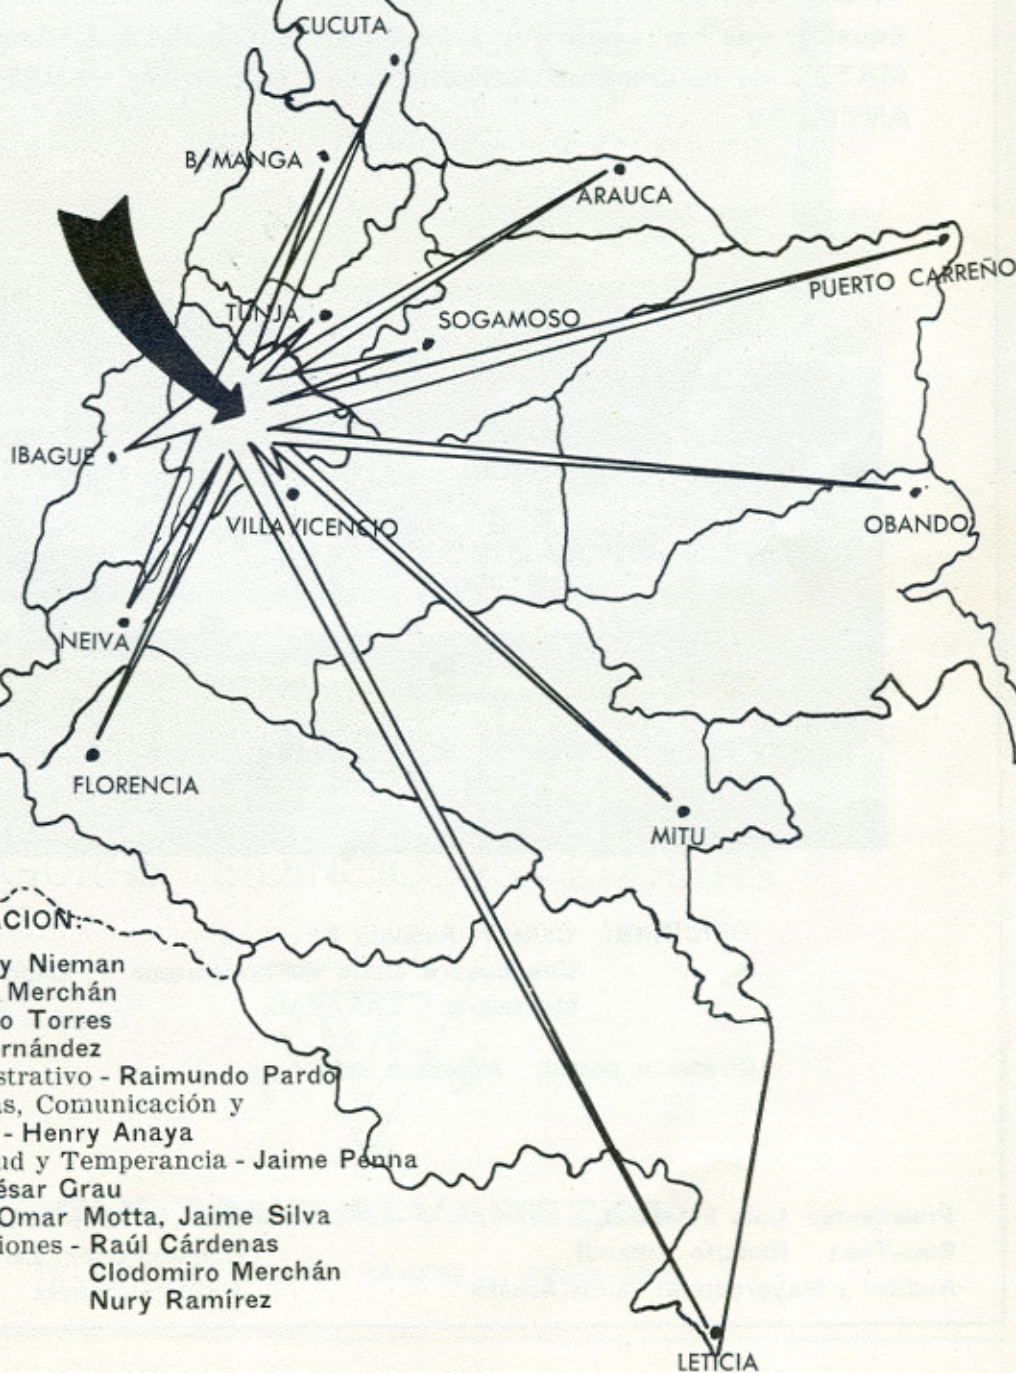 CUCUTA
B/MANGA
ARAUCA
PUERTO CARREÑO
TUNJA
SOGAMOSO
IBAGUE
VILLAVICENCIO
OBANDO
NEIVA
FLORENCIA
MITU
ACION:
y Nieman
Merchán
o Torres
rnández
strativo - Raimundo Pardo
as, Comunicación y
- Henry Anaya
ud y Temperancia - Jaime Penna
ésar Grau
Omar Motta, Jaime Silva
iones - Raúl Cárdenas
Clodomiro Merchán
Nury Ramírez
LETICIA